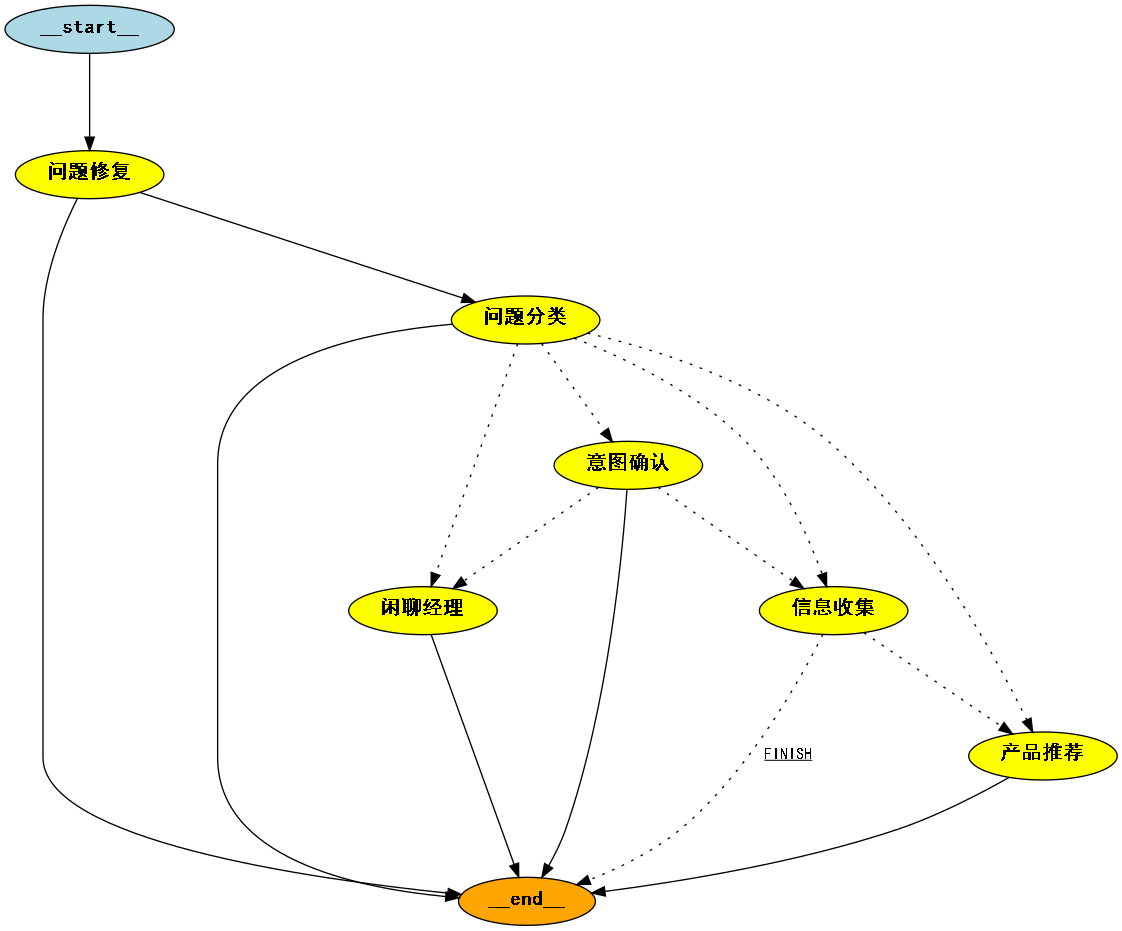 __start__
问题修复
问题分类
意图确认
闲聊经理
信息收集
产品推荐
FINISH
__end__